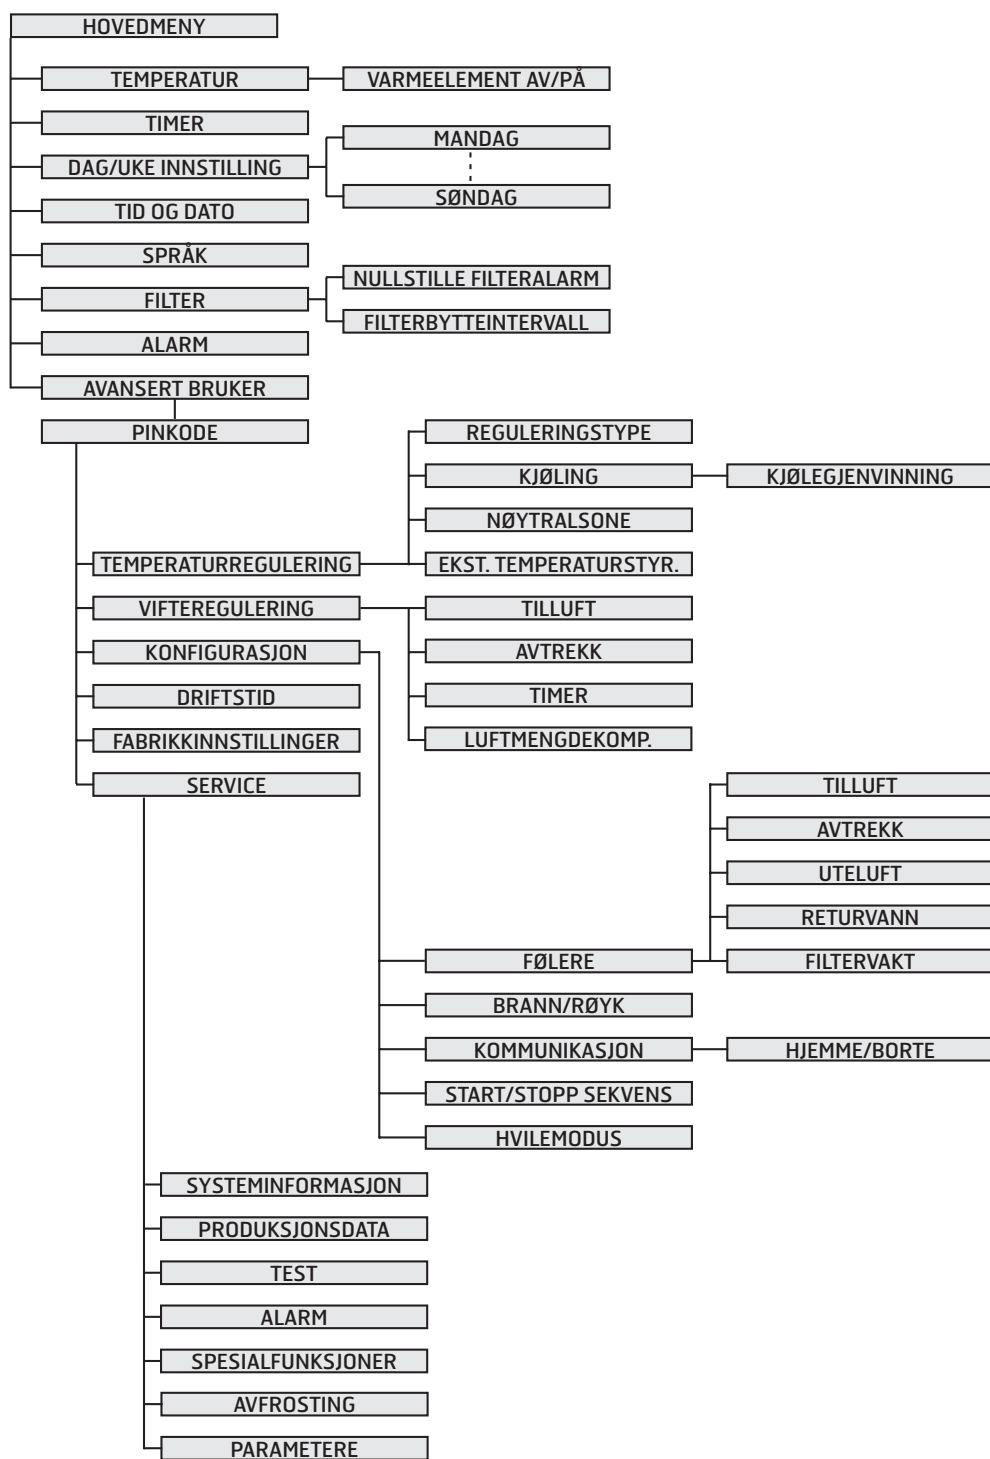 HOVEDMENY
TEMPERATUR
VARMEELEMENT AV/PÅ
TIMER
DAG/UKE INNSTILLING
MANDAG
SØNDAG
TID OG DATO
SPRÅK
FILTER
NULLSTILLE FILTERALARM
FILTERBYTTEINTERVALL
ALARM
AVANSERT BRUKER
PINKODE
TEMPERATURREGULERING
REGULERINGSTYPE
KJØLING
KJØLEGJENVINNING
NØYTRALSONE
EKST. TEMPERATURSTYR.
VIFTEREGULERING
TILLUFT
AVTREKK
TIMER
LUFTMENGDEKOMP.
KONFIGURASJON
DRIFTSTID
FABRIKKINNSTILLINGER
SERVICE
FØLERE
TILLUFT
AVTREKK
UTELUFT
RETURVANN
FILTERVAKT
BRANN/RØYK
KOMMUNIKASJON
HJEMME/BORTE
START/STOPP SEKVENS
HVILEMODUS
SYSTEMINFORMASJON
PRODUKSJONSDATA
TEST
ALARM
SPESIALFUNKSJONER
AVFROSTING
PARAMETERE